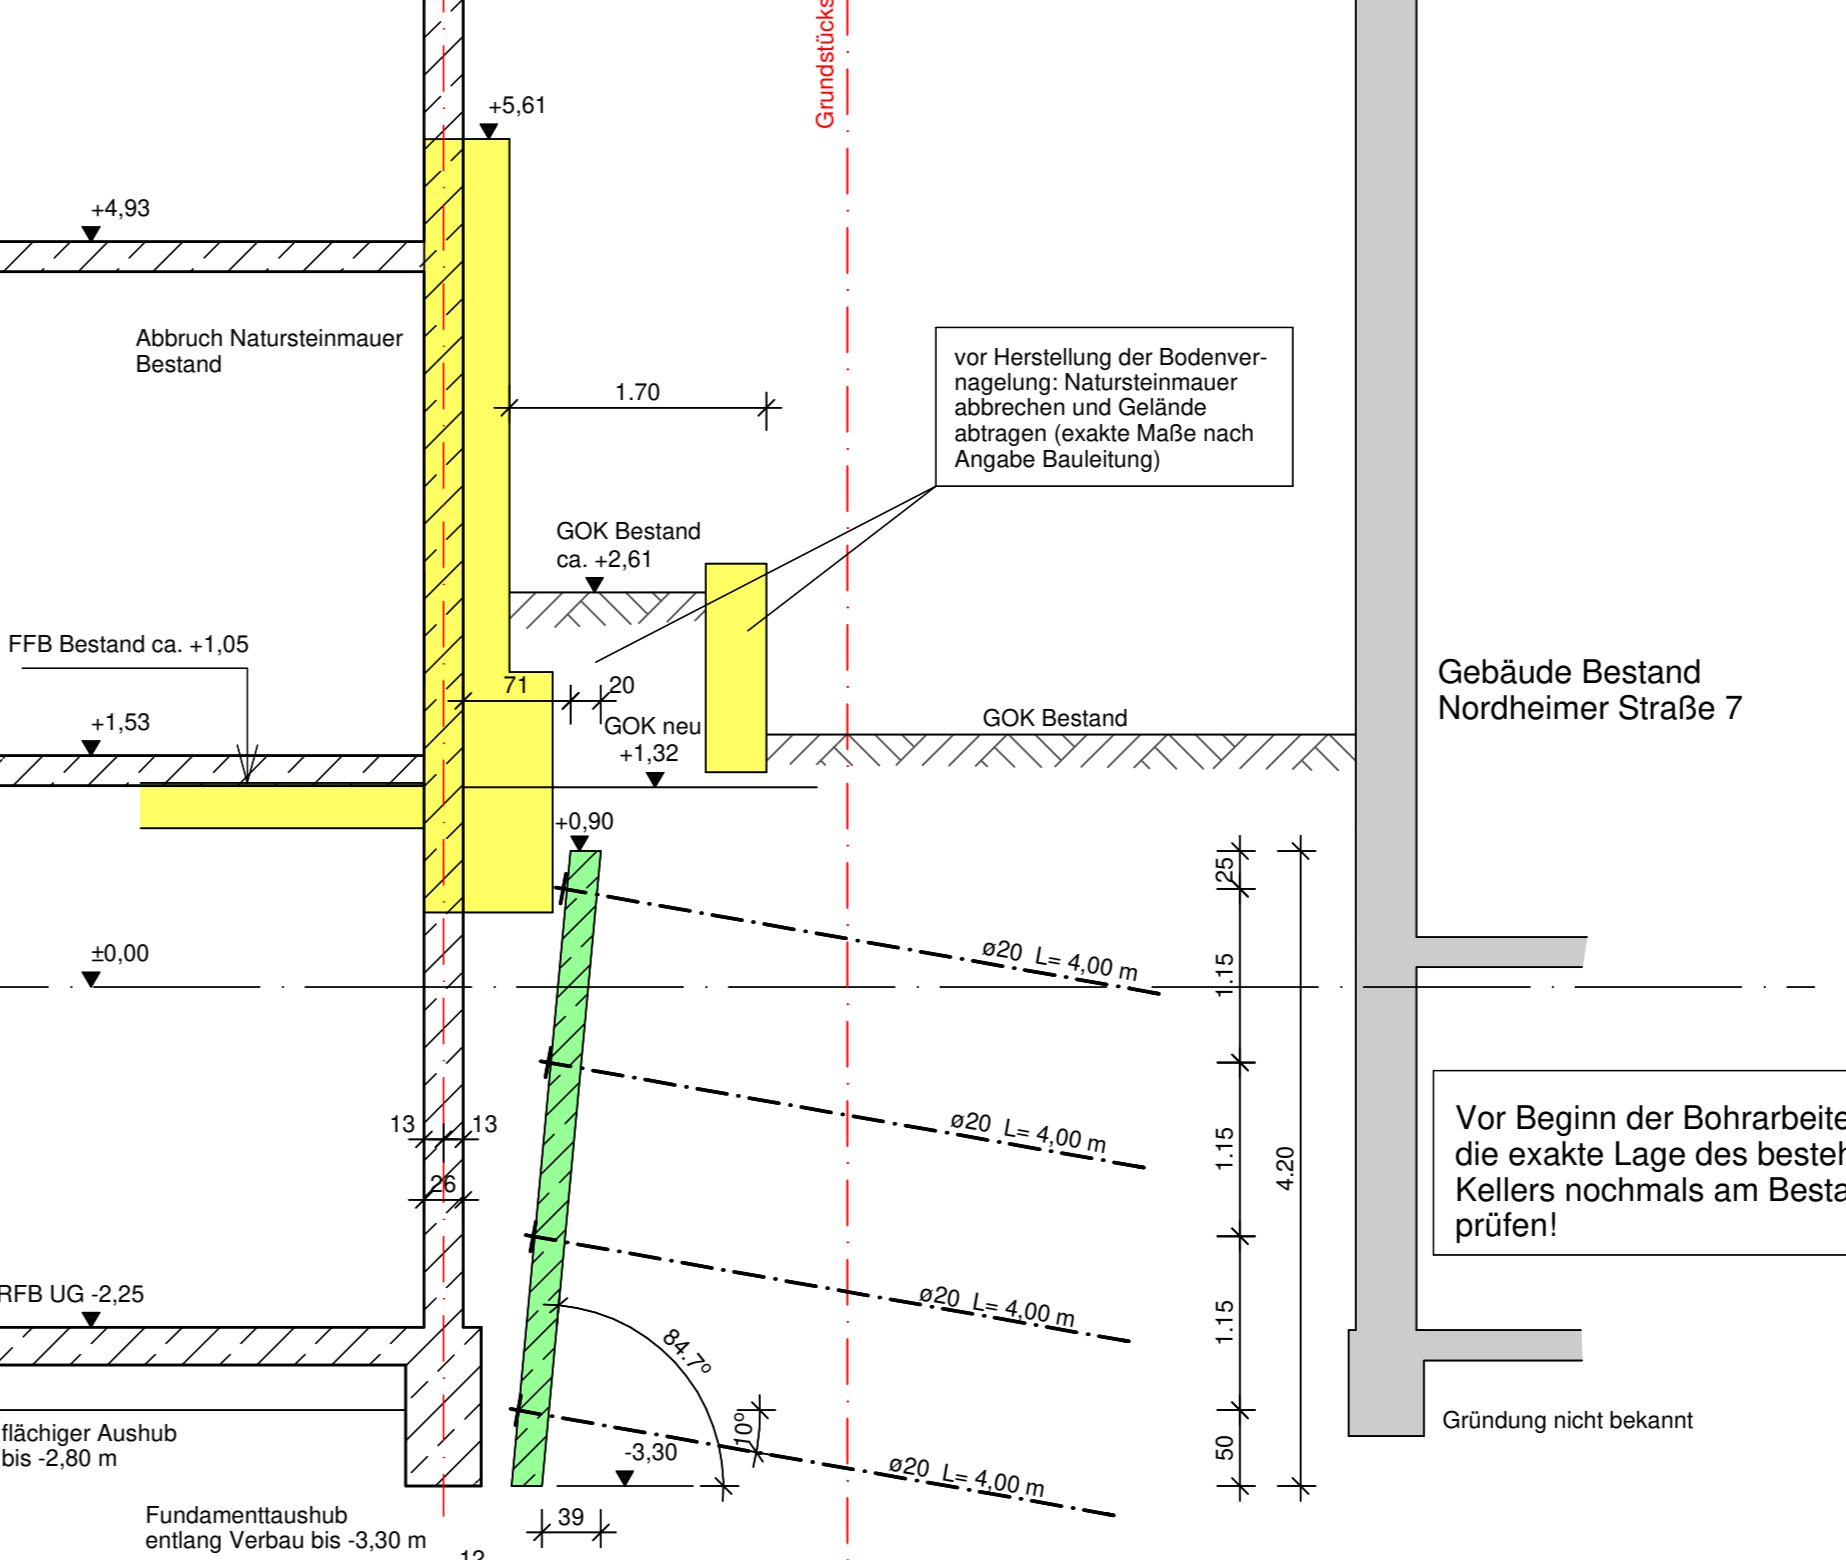 Grundstücks
+5,61
+4,93
Abbruch Natursteinmauer
Bestand
1.70
vor Herstellung der Bodenver-
nagelung: Natursteinmauer
abbrechen und Gelände
abtragen (exakte Maße nach
Angabe Bauleitung)
GOK Bestand
ca. +2,61
FFB Bestand ca. +1,05
71
20
GOK neu
+1,32
GOK Bestand
Gebäude Bestand
Nordheimer Straße 7
+1,53
+0,90
25
ø20 L= 4,00 m
1.15
±0,00
ø20 L= 4,00 m
1.15
4.20
13
13
26
Vor Beginn der Bohrarbeite
die exakte Lage des besteh
Kellers nochmals am Besta
prüfen!
RFB UG -2,25
ø20 L= 4,00 m
1.15
84.7°
10°
-3,30
ø20 L= 4,00 m
50
Gründung nicht bekannt
flächiger Aushub
bis -2,80 m
Fundamenttaushub
entlang Verbau bis -3,30 m
39
12